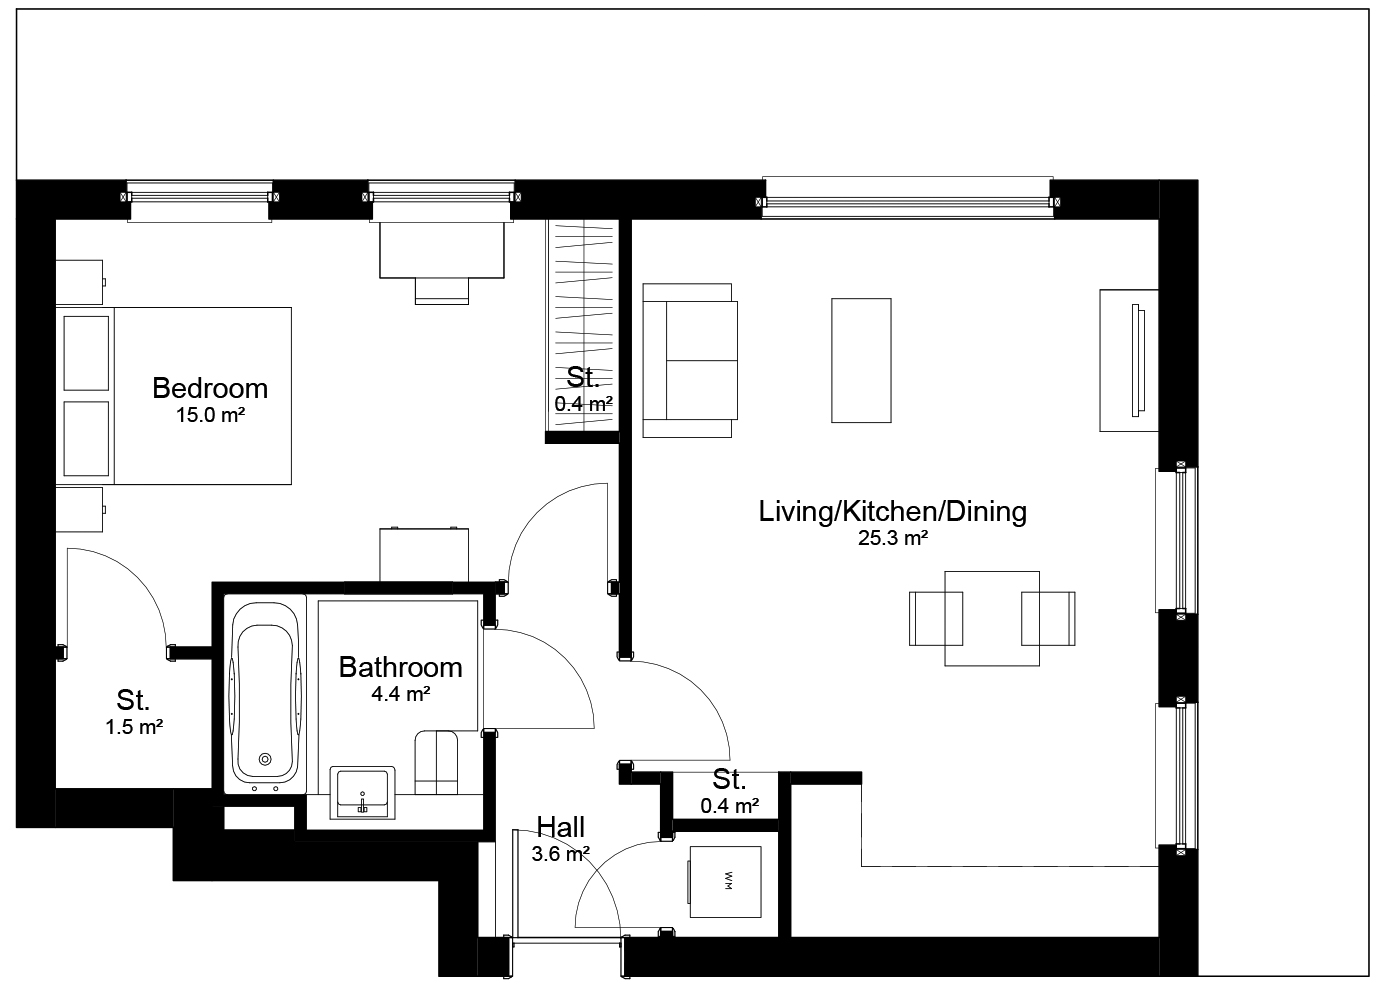 St.
0.4 m²
Bedroom
15.0 m²
Living/Kitchen/Dining
25.3 m²
Bathroom
4.4 m²
St.
1.5 m²
St.
0.4 m²
Hall
3.6 m²
WM